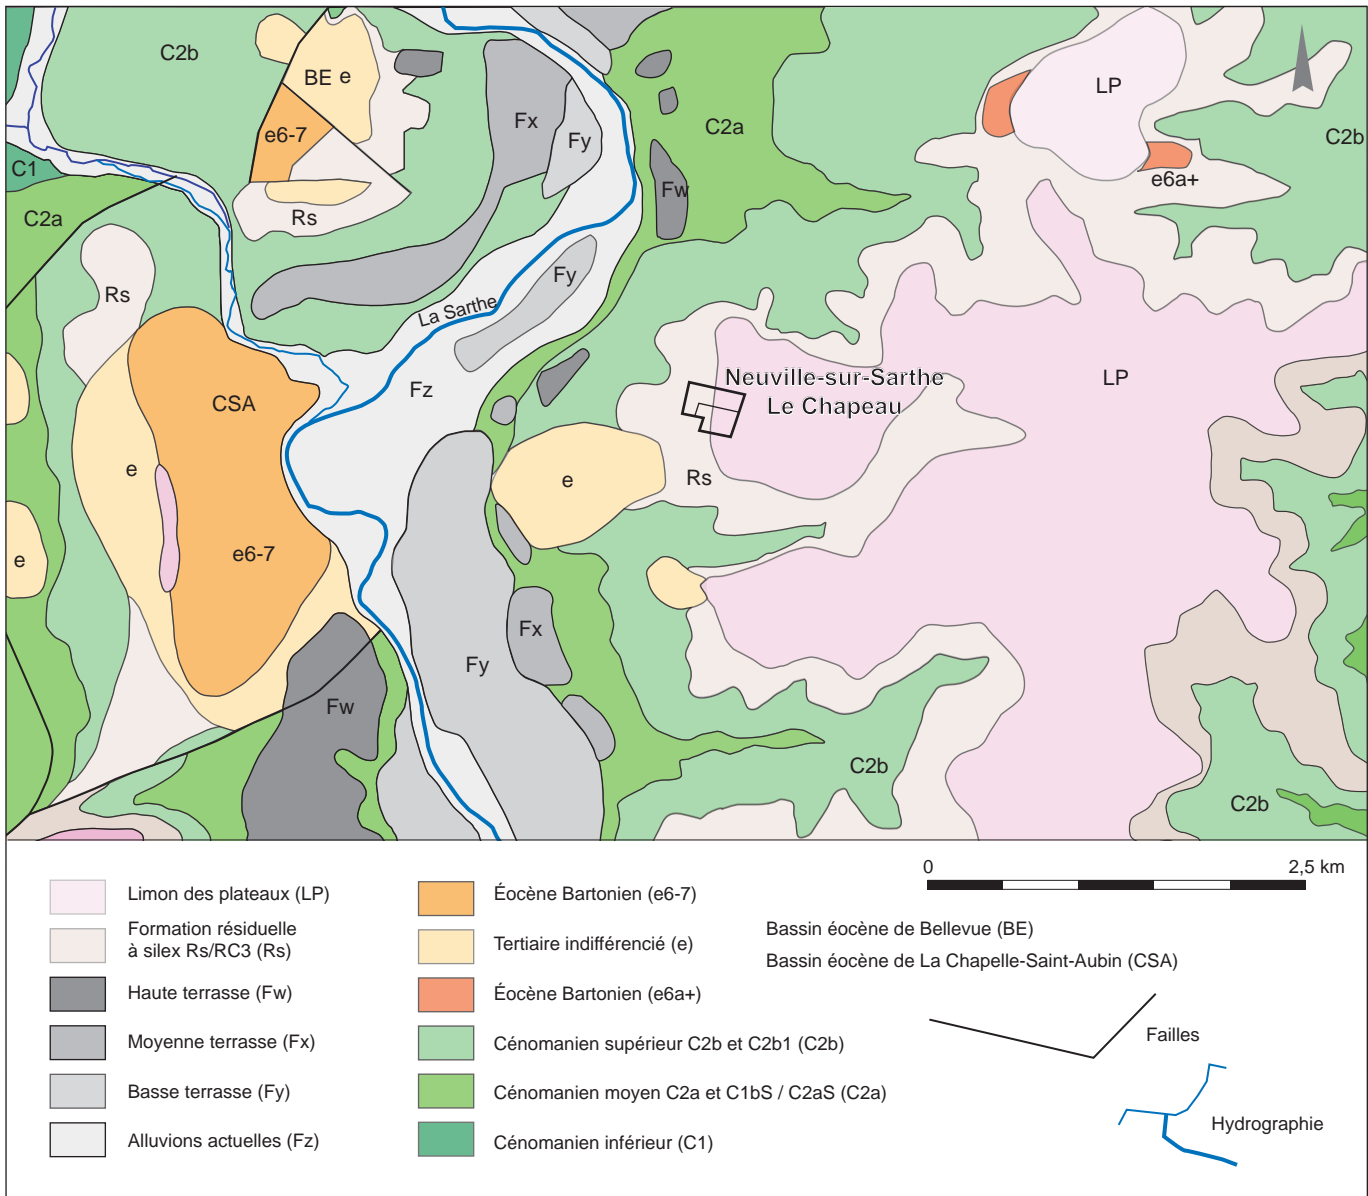 C2b
BE
e
e6-7
Rs
C1
C2a
Rs
CSA
e
e6-7
e
Fw
Fx
Fy
Fw
C2a
La Sarthe
Fy
Fz
e
Fx
Fy
LP
C2b
e6a+
Neuville-sur-Sarthe
Le Chapeau
LP
Rs
C2b
C2b
Limon des plateaux (LP)
Formation résiduelle
à silex Rs/RC3 (Rs)
Haute terrasse (Fw)
Moyenne terrasse (Fx)
Basse terrasse (Fy)
Alluvions actuelles (Fz)
Éocène Bartonien (e6-7)
Tertiaire indifférencié (e)
Éocène Bartonien (e6a+)
Cénomanien supérieur C2b et C2b1 (C2b)
Cénomanien moyen C2a et C1bS / C2aS (C2a)
Cénomanien inférieur (C1)
0
2,5 km
Bassin éocène de Bellevue (BE)
Bassin éocène de La Chapelle-Saint-Aubin (CSA)
Failles
Hydrographie